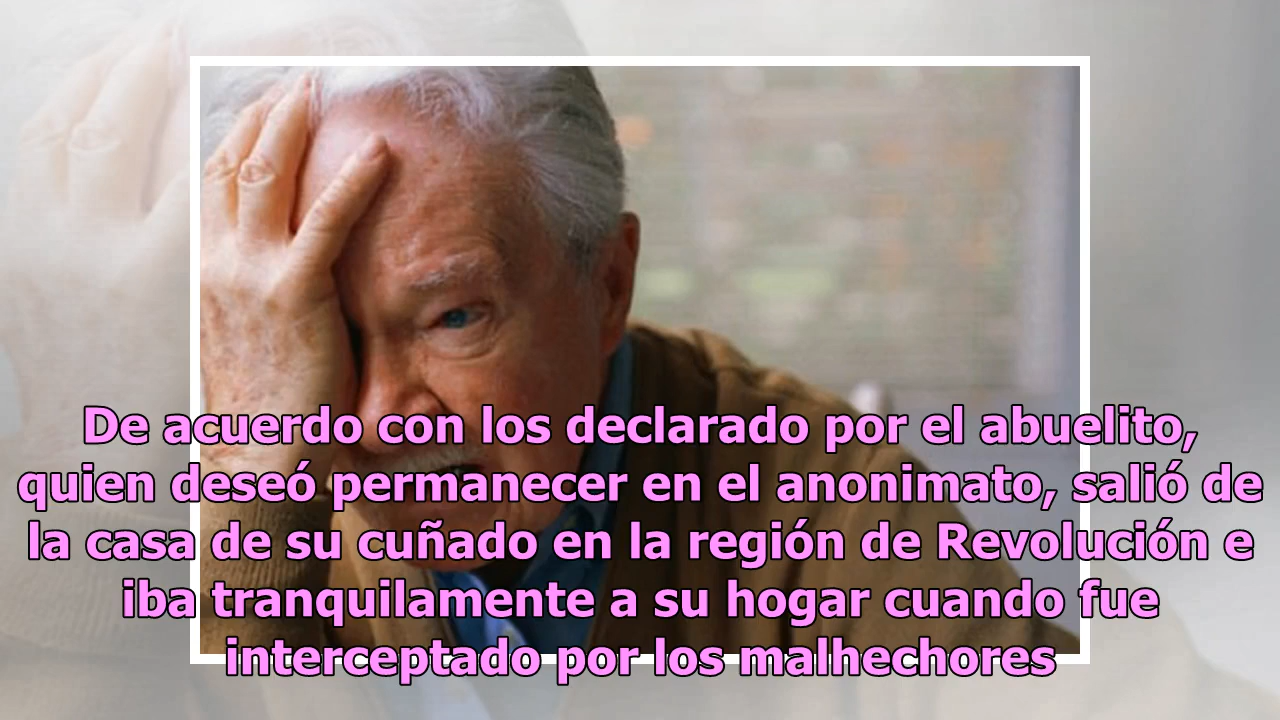 De acuerdo con los declarado por el abuelito,
quien deseó permanecer en el anonimato, salió de
la casa de su cuñado en la región de Revolución e
iba tranquilamente a su hogar cuando fue
interceptado por los malhechores